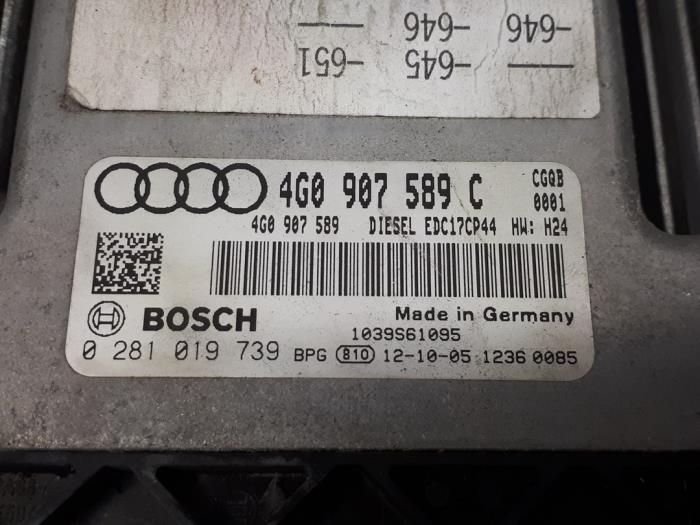 -646 -646
-651 -645
4G0 907 589 C CGQB
0001
4G0 907 589 DIESEL EDC17CP44 HW: H24
BOSCH Made in Germany
1039S61095
0 281 019 739 BPG 810 12-10-05 1236 0085